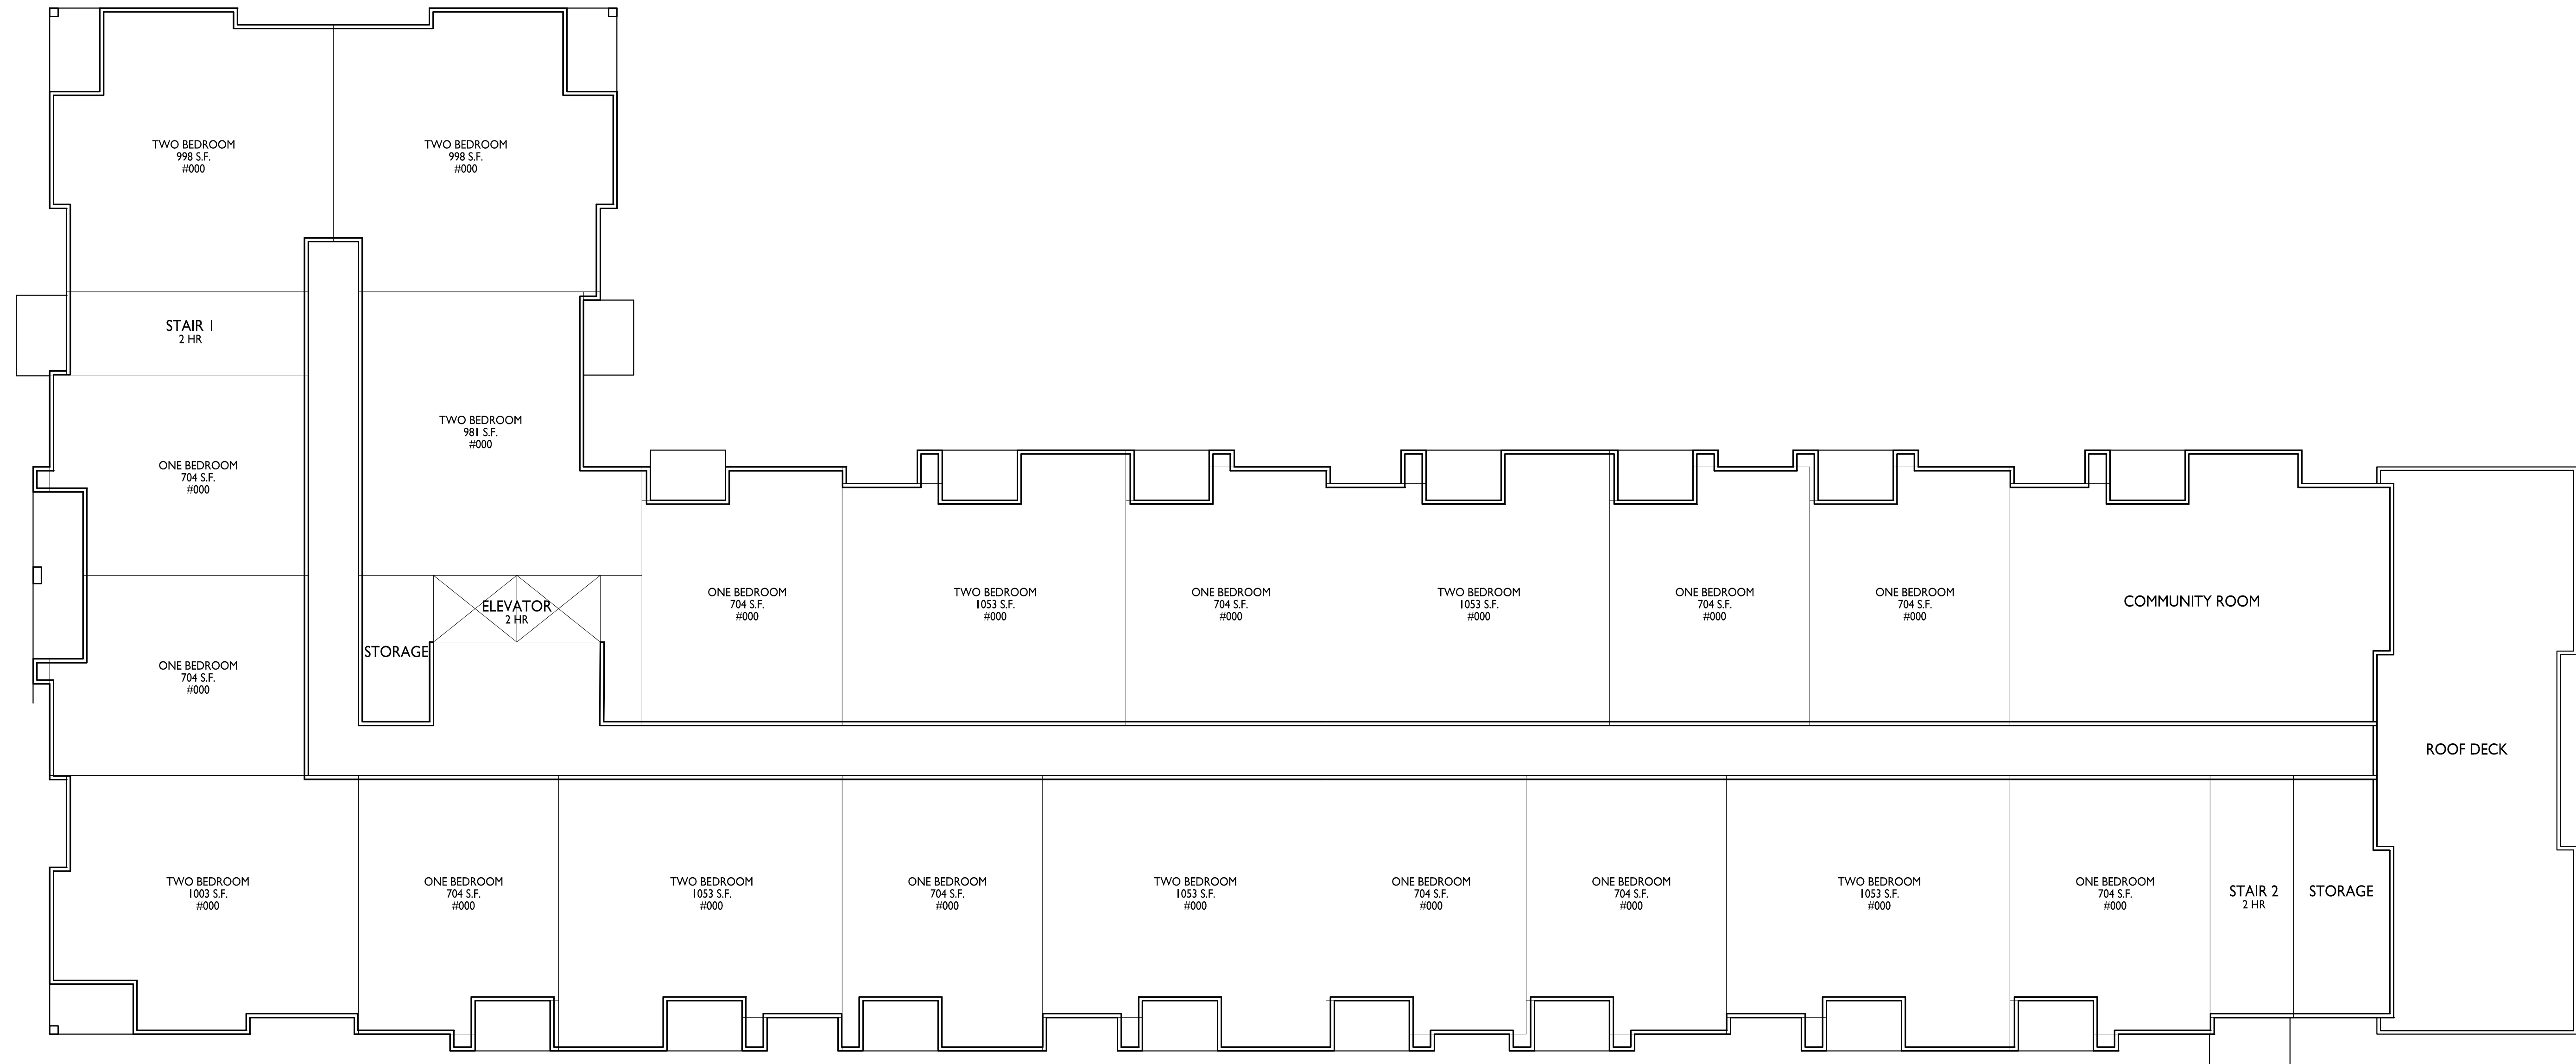 TWO BEDROOM
998 S.F.
#000
TWO BEDROOM
998 S.F.
#000
STAIR 1
2 HR
TWO BEDROOM
981 S.F.
#000
ONE BEDROOM
704 S.F.
#000
ELEVATOR
2 HR
STORAGE
ONE BEDROOM
704 S.F.
#000
ONE BEDROOM
704 S.F.
#000
TWO BEDROOM
1053 S.F.
#000
ONE BEDROOM
704 S.F.
#000
TWO BEDROOM
1053 S.F.
#000
ONE BEDROOM
704 S.F.
#000
ONE BEDROOM
704 S.F.
#000
COMMUNITY ROOM
ROOF DECK
TWO BEDROOM
1003 S.F.
#000
ONE BEDROOM
704 S.F.
#000
TWO BEDROOM
1053 S.F.
#000
ONE BEDROOM
704 S.F.
#000
TWO BEDROOM
1053 S.F.
#000
ONE BEDROOM
704 S.F.
#000
ONE BEDROOM
704 S.F.
#000
TWO BEDROOM
1053 S.F.
#000
ONE BEDROOM
704 S.F.
#000
STAIR 2
2 HR
STORAGE